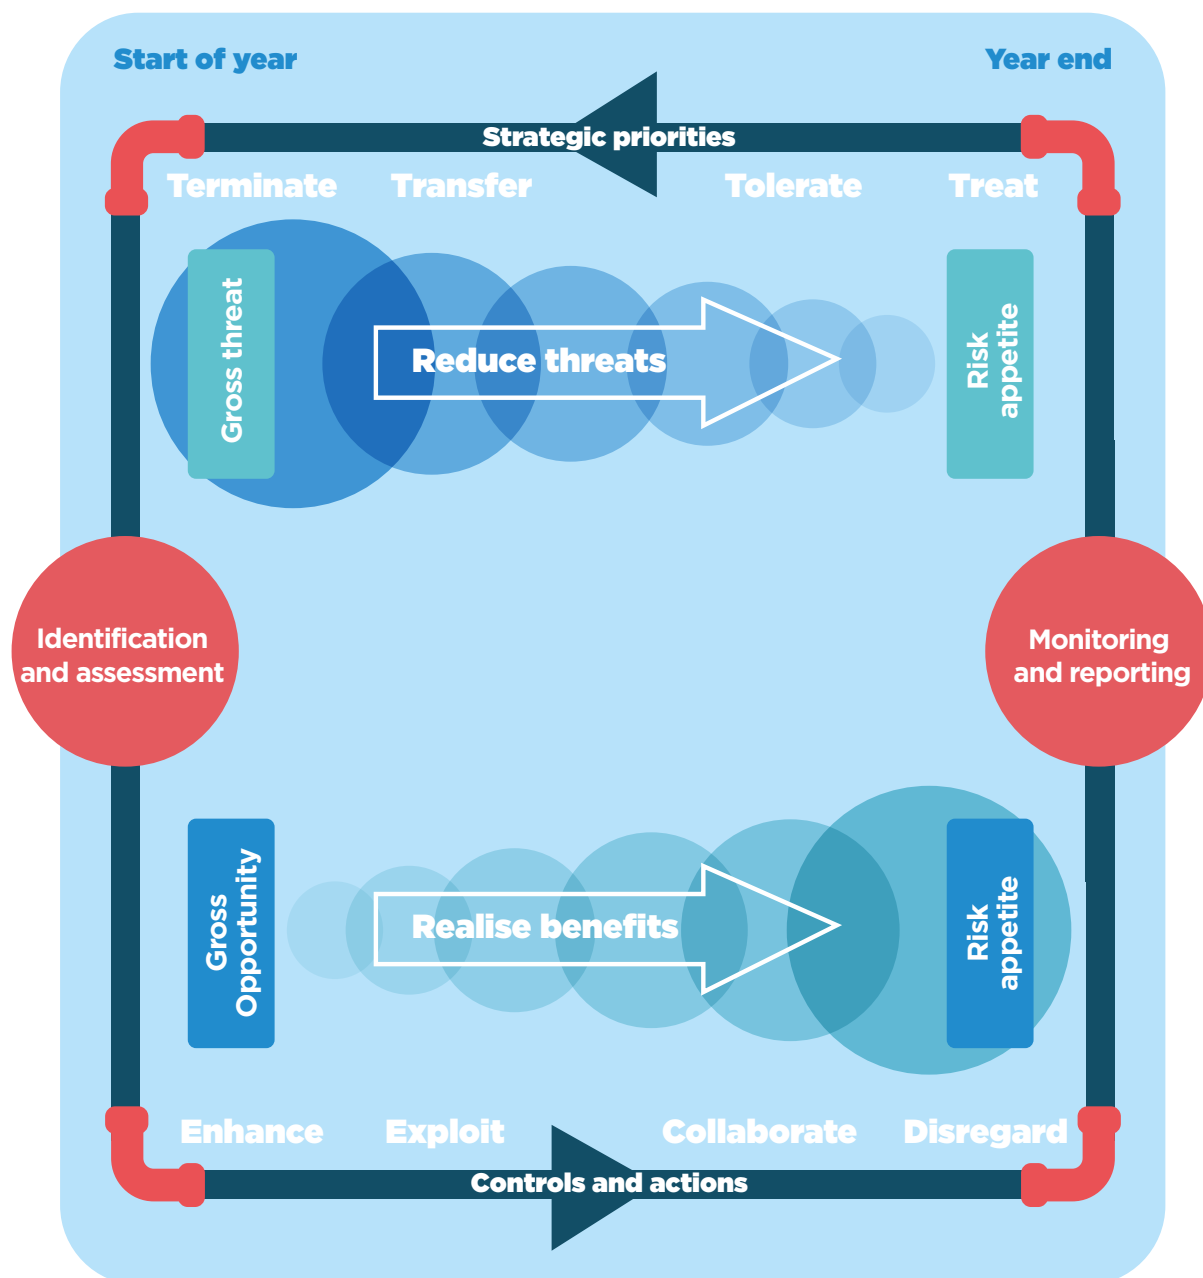 Start of year
Year end
Strategic priorities
Terminate
Transfer
Tolerate
Treat
Gross threat
Reduce threats
Risk
appetite
Identification
and assessment
Monitoring
and reporting
Gross
Opportunity
Realise benefits
Risk
appetite
Enhance
Exploit
Collaborate
Disregard
Controls and actions